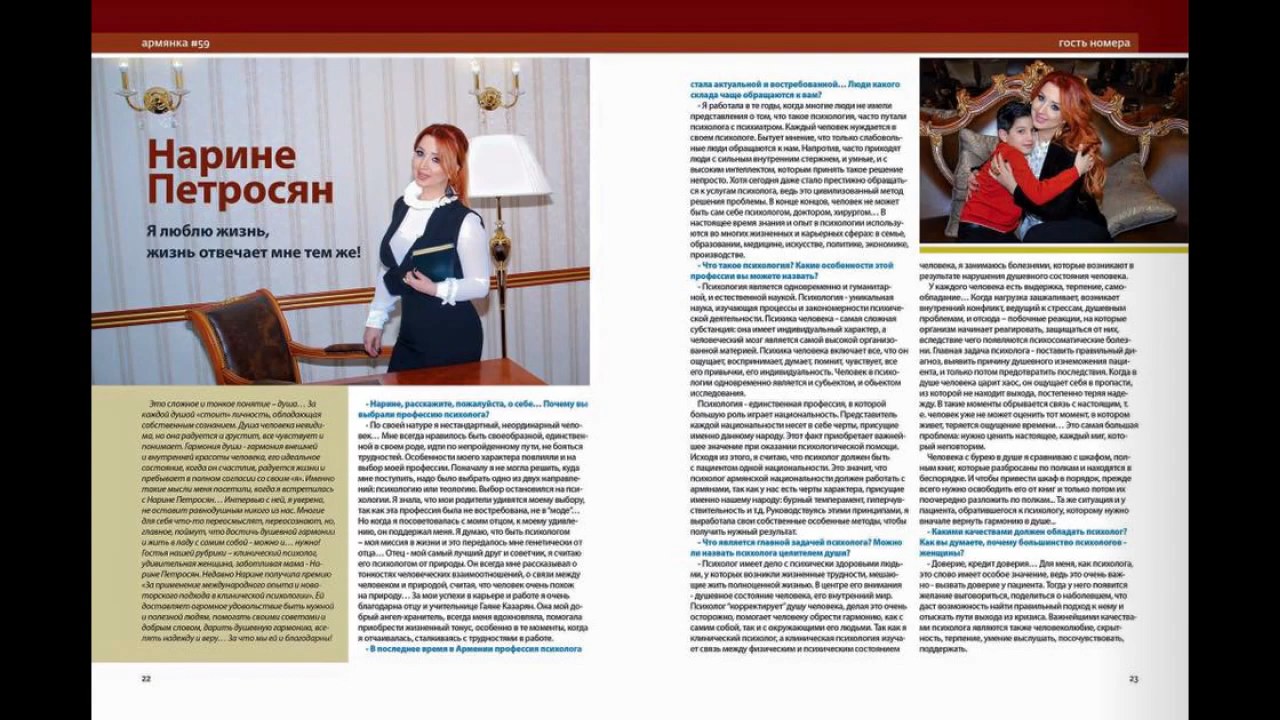 армянка #59
гость номера
Нарине
Петросян
Я люблю жизнь,
жизнь отвечает мне тем же!
Это сложное и тонкое понятие – душа... За
каждой душой «стоит» личность, обладающая
собственным сознанием. Душа человека невиди-
ма, но она радуется и грустит, все чувствует и
понимает. Гармония души - гармония внешней
и внутренней красоты человека, его идеальное
состояние, когда он счастлив, радуется жизни и
пребывает в полном согласии со своим «я». Именно
такие мысли меня посетили, когда я встретилась
с Нарине Петросян... Интервью с ней, я уверена,
не оставит равнодушным никого из нас. Многие
для себя что-то переосмыслят, пересознают, но,
главное, поймут, что достичь душевной гармонии
и жить в ладу с самим собой - можно и... нужно!
Гостья нашей рубрики – клинический психолог,
удивительная женщина, заботливая мама - На-
рине Петросян. Недавно Нарине получила премию
«За применение международного опыта и нова-
торского подхода в клинической психологии». Ей
доставляет огромное удовольствие быть нужной
и полезной людям, помогать своими советами и
добрым словом, дарить душевную гармонию, все-
лять надежду и веру... За что мы ей и благодарны!
- Нарине, расскажите, пожалуйста, о себе... Почему вы
выбрали профессию психолога?
- По своей натуре я нестандартный, неординарный чело-
век... Мне всегда нравилось быть своеобразной, единствен-
ной в своем роде, идти по непройденному пути, не бояться
трудностей. Особенности моего характера повлияли и на
выбор моей профессии. Поначалу я не могла решить, куда
мне поступить, надо было выбрать одно из двух направле-
ний: психологию или теологию. Выбор остановился на пси-
хологии. Я знала, что мои родители удивятся моему выбору,
так как эта профессия была не востребована, не в "моде"...
Но когда я посоветовалась с моим отцом, к моему удивле-
нию, он поддержал меня. Я думаю, что быть психологом
– моя миссия в жизни и это передалось мне генетически от
отца... Отец - мой самый лучший друг и советчик, я считаю
его психологом от природы. Он всегда мне рассказывал о
тонкостях человеческих взаимоотношений, о связи между
человеком и природой, считая, что человек очень похож
на природу... За мои успехи в карьере и работе я очень
благодарна отцу и учительнице Гаяне Казарян. Она мой до-
брый ангел-хранитель, всегда меня вдохновляла, помогала
приобрести жизненный тонус, особенно в те моменты, когда
я отчаивалась, сталкиваясь с трудностями в работе.
- В последнее время в Армении профессия психолога
стала актуальной и востребованной... Люди какого
склада чаще обращаются к вам?
- Я работала в те годы, когда многие люди не имели
представления о том, что такое психология, часто путали
психолога с психиатром. Каждый человек нуждается в
своем психологе. Бытует мнение, что только слабоволь-
ные люди обращаются к нам. Напротив, часто приходят
люди с сильным внутренним стержнем, и умные, и с
высоким интеллектом, которым принять такое решение
непросто. Хотя сегодня даже стало престижно обращать-
ся к услугам психолога, ведь это цивилизованный метод
решения проблемы. В конце концов, человек не может
быть сам себе психологом, доктором, хирургом... В
настоящее время знания и опыт в психологии использу-
ются во многих жизненных и карьерных сферах: в семье,
образовании, медицине, искусстве, политике, экономике,
производстве.
- Что такое психология? Какие особенности этой
профессии вы можете назвать?
- Психология является одновременно и гуманитар-
ной, и естественной наукой. Психология - уникальная
наука, изучающая процессы и закономерности психиче-
ской деятельности. Психика человека - самая сложная
субстанция: она имеет индивидуальный характер, а
человеческий мозг является самой высокой организо-
ванной материей. Психика человека включает все, что он
ощущает, воспринимает, думает, помнит, чувствует, все
его привычки, его индивидуальность. Человек в психо-
логии одновременно является и субъектом, и объектом
исследования.
Психология - единственная профессия, в которой
большую роль играет национальность. Представитель
каждой национальности несет в себе черты, присущие
именно данному народу. Этот факт приобретает важней-
шее значение при оказании психологической помощи.
Исходя из этого, я считаю, что психолог должен быть
с пациентом одной национальности. Это значит, что
психолог армянской национальности должен работать с
армянами, так как у нас есть черты характера, присущие
именно нашему народу: бурный темперамент, гиперчув-
ствительность и т.д. Руководствуясь этими принципами, я
выработала свои собственные особенные методы, чтобы
получить нужный результат.
- Что является главной задачей психолога? Можно
ли назвать психолога целителем души?
- Психолог имеет дело с психически здоровыми людь-
ми, у которых возникли жизненные трудности, мешаю-
щие жить полноценной жизнью. В центре его внимания
- душевное состояние человека, его внутренний мир.
Психолог "корректирует" душу человека, делая это очень
осторожно, помогает человеку обрести гармонию, как с
самим собой, так и с окружающими его людьми. Так как я
клинический психолог, а клиническая психология изуча-
ет связь между физическим и психическим состоянием
человека, я занимаюсь болезнями, которые возникают в
результате нарушения душевного состояния человека.
У каждого человека есть выдержка, терпение, само-
обладание... Когда нагрузка зашкаливает, возникает
внутренний конфликт, ведущий к стрессам, душевным
проблемам, и отсюда – побочные реакции, на которые
организм начинает реагировать, защищаться от них,
вследствие чего появляются психосоматические болез-
ни. Главная задача психолога - поставить правильный ди-
агноз, выявить причину душевного изнеможения паци-
ента, и только потом предотвратить последствия. Когда в
душе человека царит хаос, он ощущает себя в пропасти,
из которой не находит выхода, постепенно теряя надеж-
ду. В такие моменты обрывается связь с настоящим, т.
е. человек уже не может оценить тот момент, в котором
живет, теряется ощущение времени... Это самая большая
проблема: нужно ценить настоящее, каждый миг, кото-
рый неповторим.
Человека с бурею в душе я сравниваю с шкафом, пол-
ным книг, которые разбросаны по полкам и находятся в
беспорядке. И чтобы привести шкаф в порядок, прежде
всего нужно освободить его от книг и только потом их
поочередно разложить по полкам... Та же ситуация и у
пациента, обратившегося к психологу, которому нужно
вначале вернуть гармонию в душе...
- Какими качествами должен обладать психолог?
Как вы думаете, почему большинство психологов -
женщины?
- Доверие, кредит доверия... Для меня, как психолога,
это слово имеет особое значение, ведь это очень важ-
но - вызвать доверие у пациента. Тогда у него появится
желание выговориться, поделиться о наболевшем, что
даст возможность найти правильный подход к нему и
отыскать пути выхода из кризиса. Важнейшими качества-
ми психолога являются также человеколюбие, скрыт-
ность, терпение, умение выслушать, посочувствовать,
поддержать.
22
23